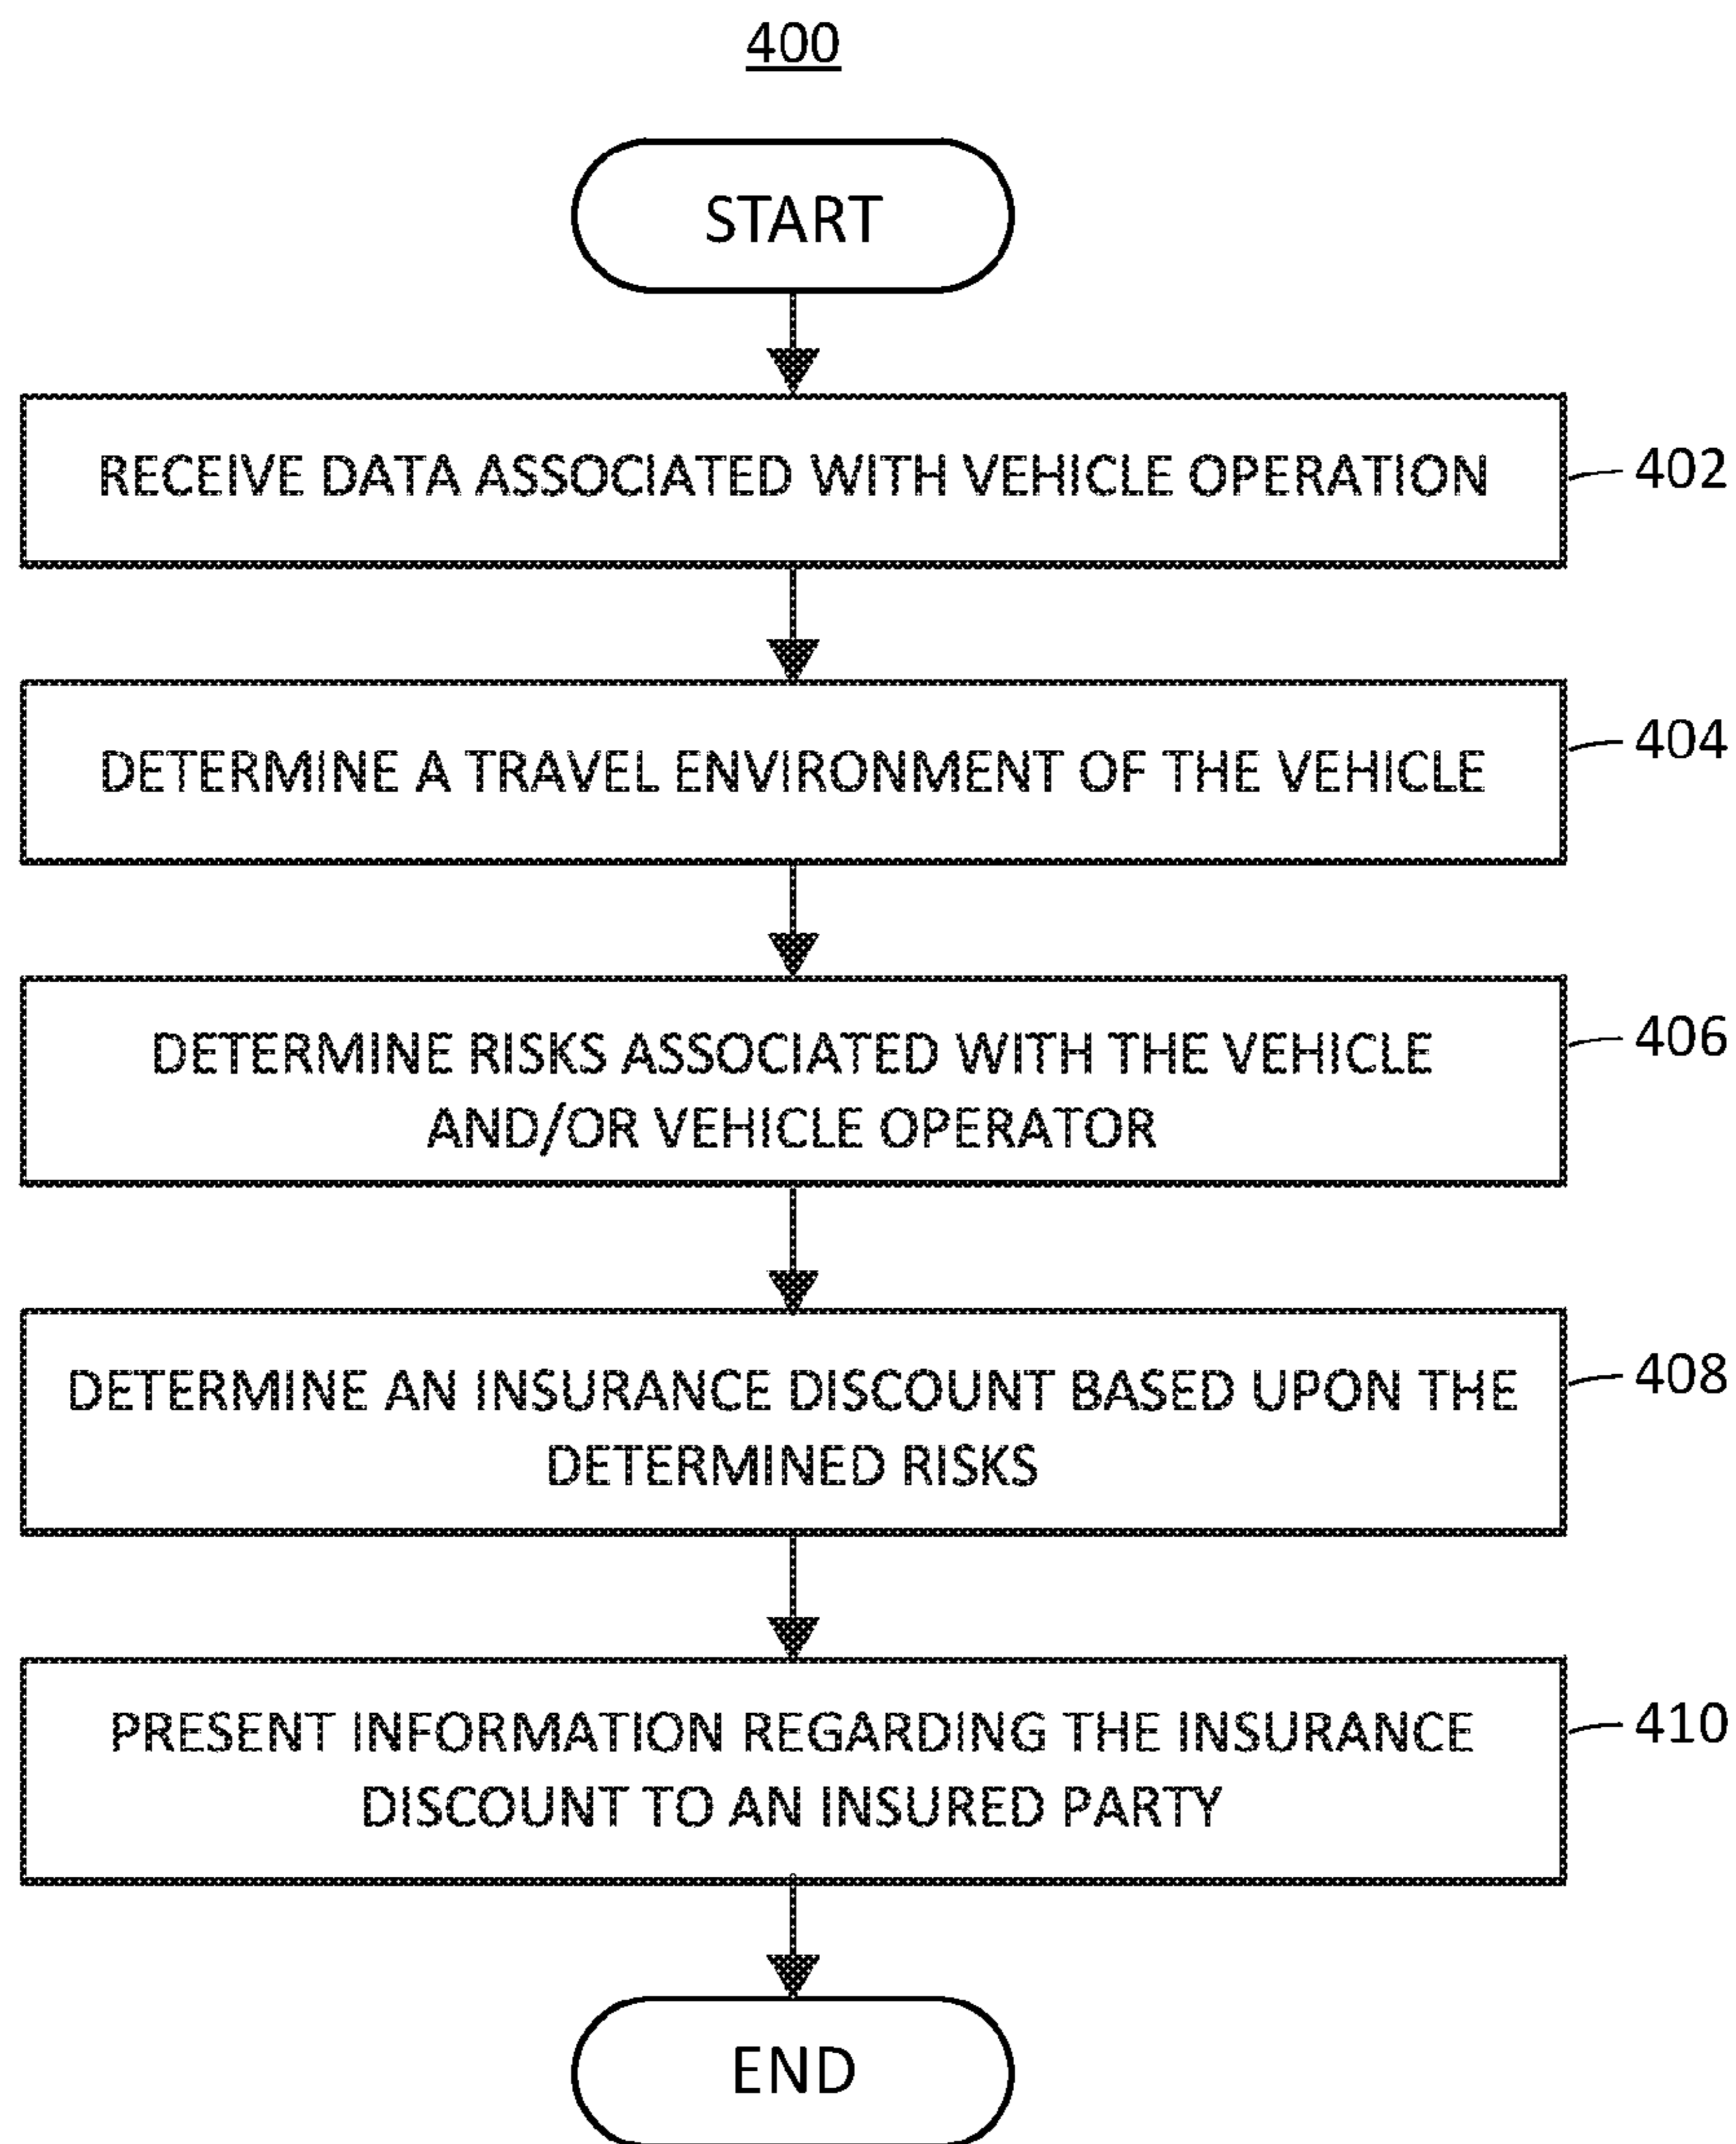 400
START
RECEIVE DATA ASSOCIATED WITH VEHICLE OPERATION
402
DETERMINE A TRAVEL ENVIRONMENT OF THE VEHICLE
404
DETERMINE RISKS ASSOCIATED WITH THE VEHICLE
AND/OR VEHICLE OPERATOR
406
DETERMINE AN INSURANCE DISCOUNT BASED UPON THE
DETERMINED RISKS
408
PRESENT INFORMATION REGARDING THE INSURANCE
DISCOUNT TO AN INSURED PARTY
410
END